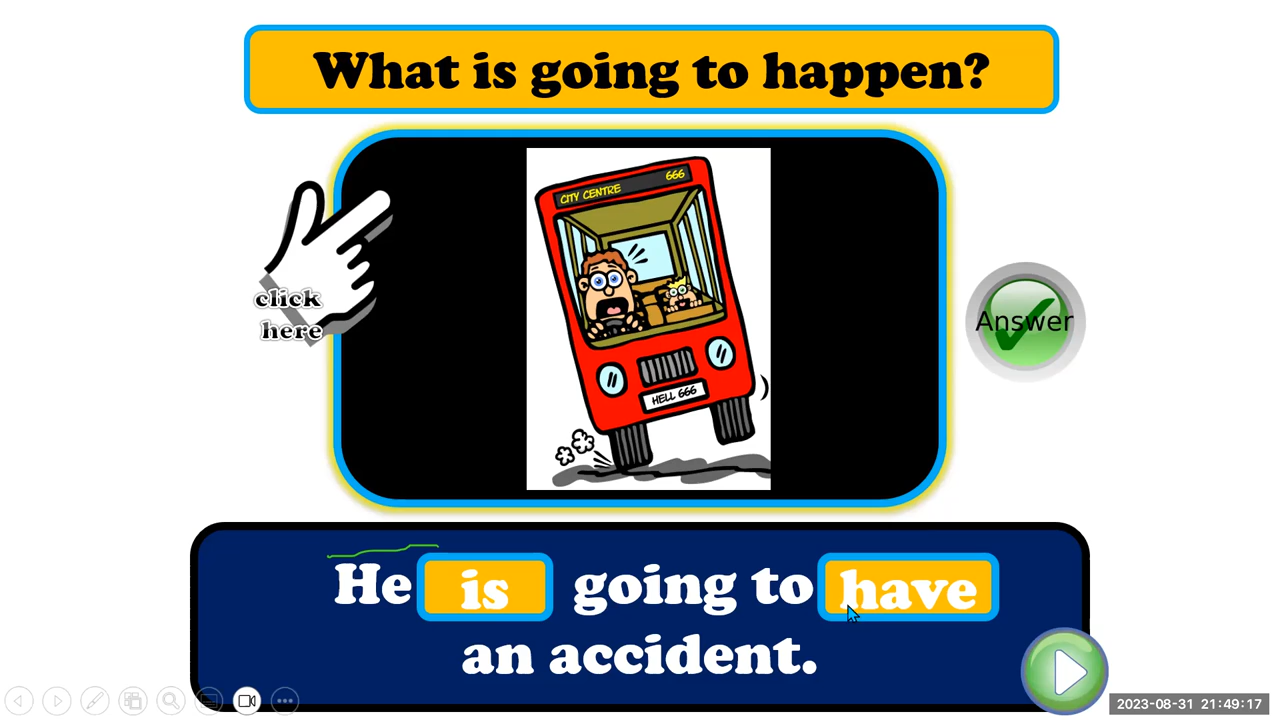 What is going to happen?
CITY CENTRE 666
click
here
HELL 666
Answer
He is going to have
an accident.
2023-08-31 21:49:17